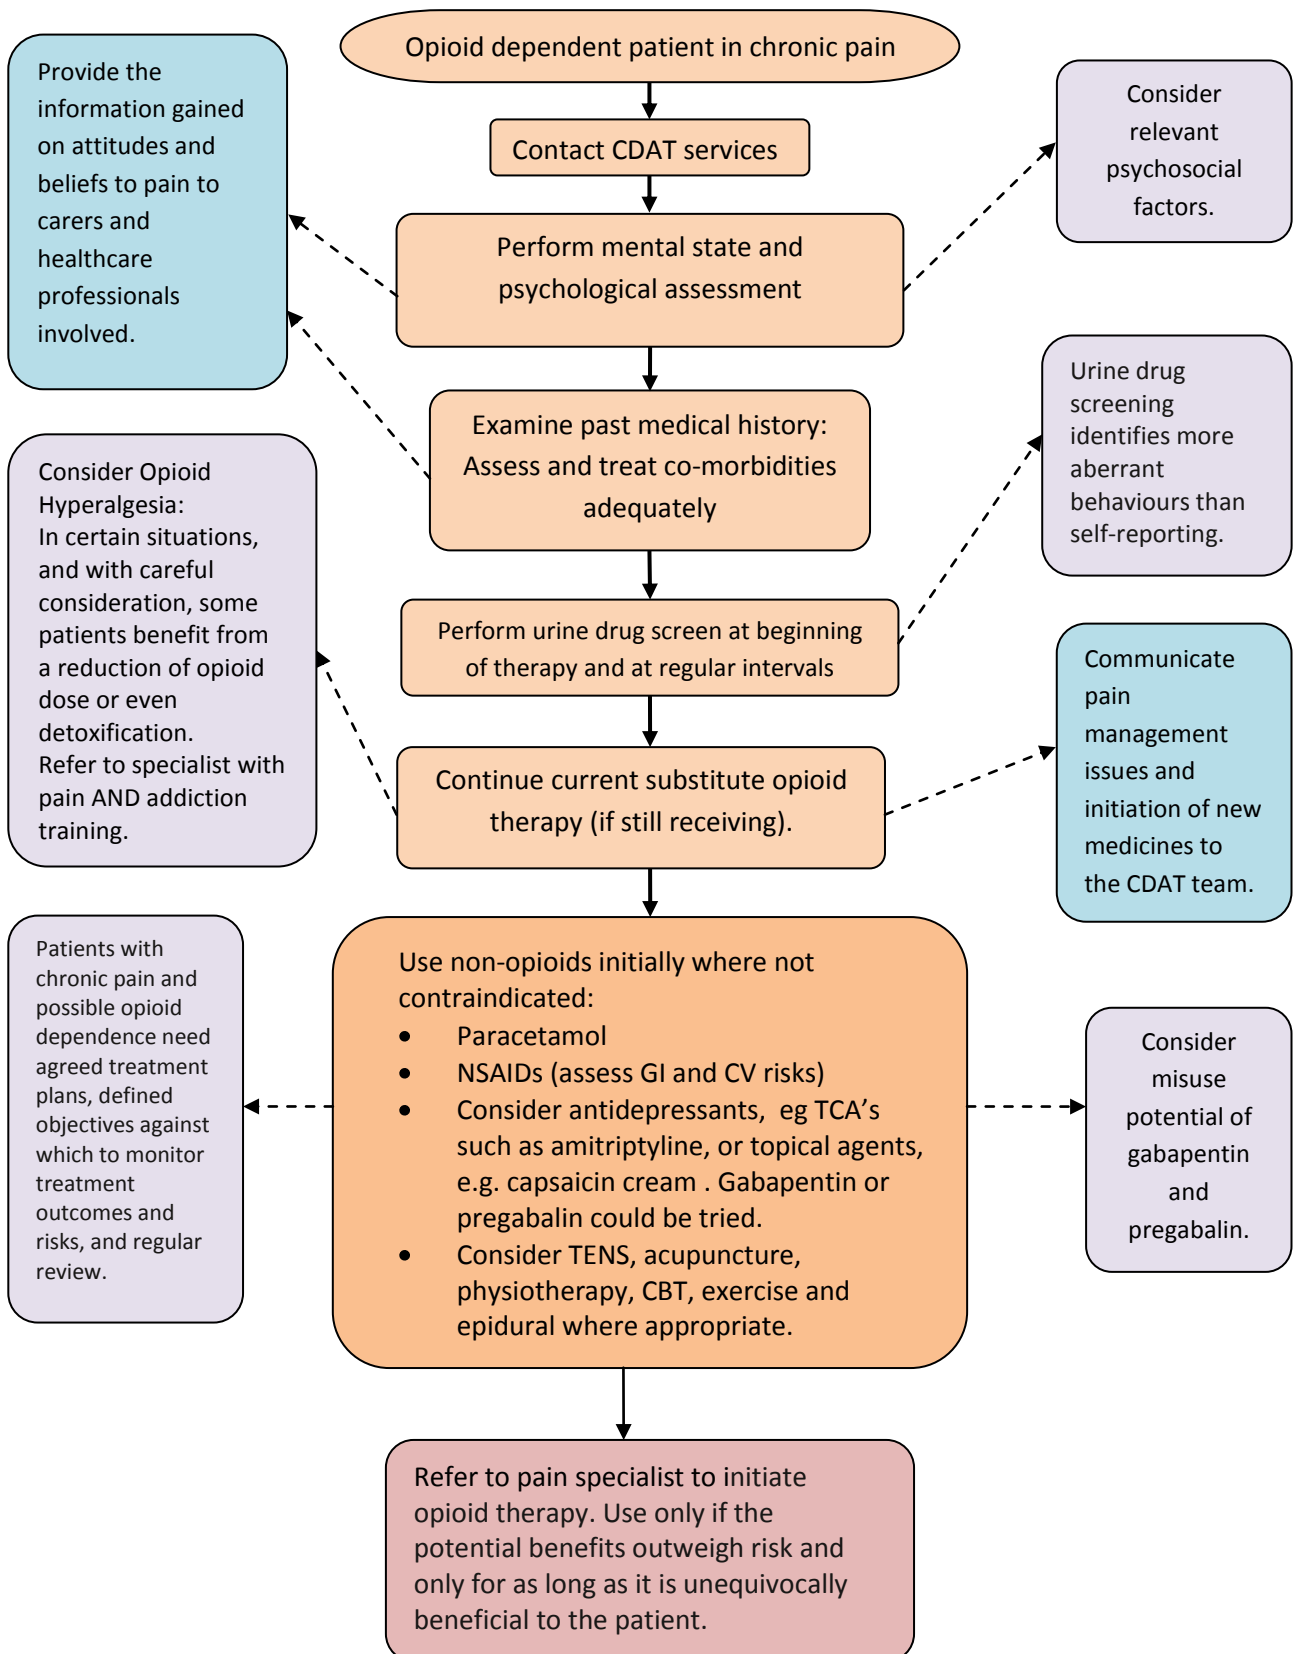 Opioid dependent patient in chronic pain
Contact CDAT services
Perform mental state and
psychological assessment
Provide the
information gained
on attitudes and
beliefs to pain to
carers and
healthcare
professionals
involved.
Consider
relevant
psychosocial
factors.
Examine past medical history:
Assess and treat co-morbidities
adequately
Perform urine drug screen at beginning
of therapy and at regular intervals
Urine drug
screening
identifies more
aberrant
behaviours than
self-reporting.
Continue current substitute opioid
therapy (if still receiving).
Consider Opioid
Hyperalgesia:
In certain situations,
and with careful
consideration, some
patients benefit from
a reduction of opioid
dose or even
detoxification.
Refer to specialist with
pain AND addiction
training.
Communicate
pain
management
issues and
initiation of new
medicines to
the CDAT team.
Use non-opioids initially where not
contraindicated:
• Paracetamol
• NSAIDs (assess GI and CV risks)
• Consider antidepressants, eg TCA’s
such as amitriptyline, or topical agents,
e.g. capsaicin cream . Gabapentin or
pregabalin could be tried.
• Consider TENS, acupuncture,
physiotherapy, CBT, exercise and
epidural where appropriate.
Patients with
chronic pain and
possible opioid
dependence need
agreed treatment
plans, defined
objectives against
which to monitor
treatment
outcomes and
risks, and regular
review.
Consider
misuse
potential of
gabapentin
and
pregabalin.
Refer to pain specialist to initiate
opioid therapy. Use only if the
potential benefits outweigh risk and
only for as long as it is unequivocally
beneficial to the patient.